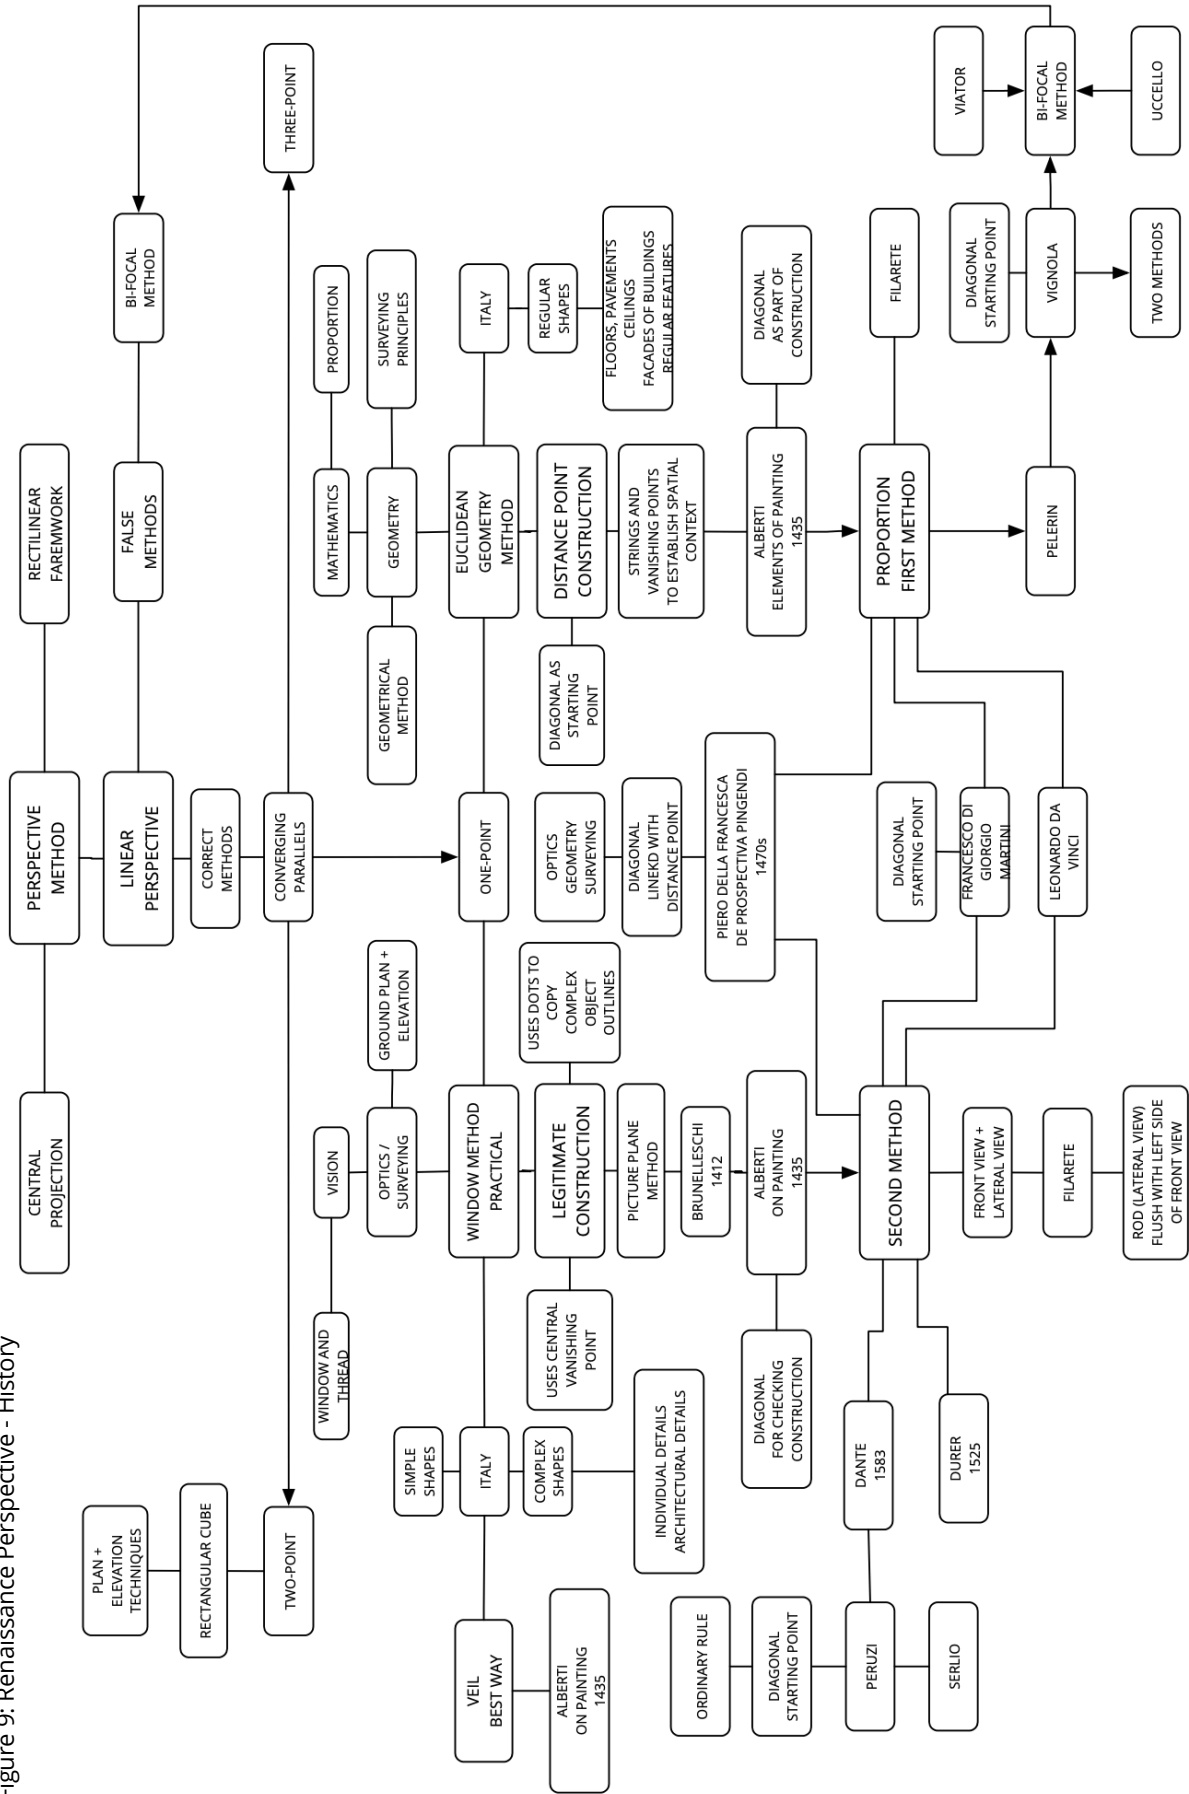 Figure 9: Renaissance Perspective - History
CENTRAL
PROJECTION
PERSPECTIVE
METHOD
RECTILINEAR
FAREMWORK
PLAN +
ELEVATION
TECHNIQUES
LINEAR
PERSPECTIVE
FALSE
METHODS
BI-FOCAL
METHOD
RECTANGULAR CUBE
CORRECT
METHODS
TWO-POINT
CONVERGING
PARALLELS
THREE-POINT
WINDOW AND
THREAD
VISION
MATHEMATICS
PROPORTION
OPTICS /
SURVEYING
GROUND PLAN +
ELEVATION
GEOMETRICAL
METHOD
GEOMETRY
SURVEYING
PRINCIPLES
SIMPLE
SHAPES
VEIL
BEST WAY
ITALY
WINDOW METHOD
PRACTICAL
ONE-POINT
EUCLIDEAN
GEOMETRY
METHOD
ITALY
ALBERTI
ON PAINTING
1435
COMPLEX
SHAPES
USES CENTRAL
VANISHING
POINT
LEGITIMATE
CONSTRUCTION
USES DOTS TO
COPY
COMPLEX
OBJECT
OUTLINES
OPTICS
GEOMETRY
SURVEYING
DIAGONAL AS
STARTING
POINT
DISTANCE POINT
CONSTRUCTION
REGULAR
SHAPES
INDIVIDUAL DETAILS
ARCHITECTURAL DETAILS
PICTURE PLANE
METHOD
DIAGONAL
LINEKD WITH
DISTANCE POINT
STRINGS AND
VANISHING POINTS
TO ESTABLISH SPATIAL
CONTEXT
FLOORS, PAVEMENTS
CEILINGS
FACADES OF BUILDINGS
REGULAR FEATURES
ORDINARY RULE
BRUNELLESCHI
1412
PIERO DELLA FRANCESCA
DE PROSPECTIVA PINGENDI
1470s
DIAGONAL
STARTING POINT
DIAGONAL
FOR CHECKING
CONSTRUCTION
ALBERTI
ON PAINTING
1435
ALBERTI
ELEMENTS OF PAINTING
1435
DIAGONAL
AS PART OF
CONSTRUCTION
PERUZI
DANTE
1583
SECOND METHOD
DIAGONAL
STARTING POINT
PROPORTION
FIRST METHOD
FILARETE
SERLIO
DURER
1525
FRONT VIEW +
LATERAL VIEW
FRANCESCO DI
GIORGIO
MARTINI
DIAGONAL
STARTING POINT
VIATOR
FILARETE
LEONARDO DA
VINCI
PELERIN
VIGNOLA
BI-FOCAL
METHOD
ROD (LATERAL VIEW)
FLUSH WITH LEFT SIDE
OF FRONT VIEW
TWO METHODS
UCCELLO